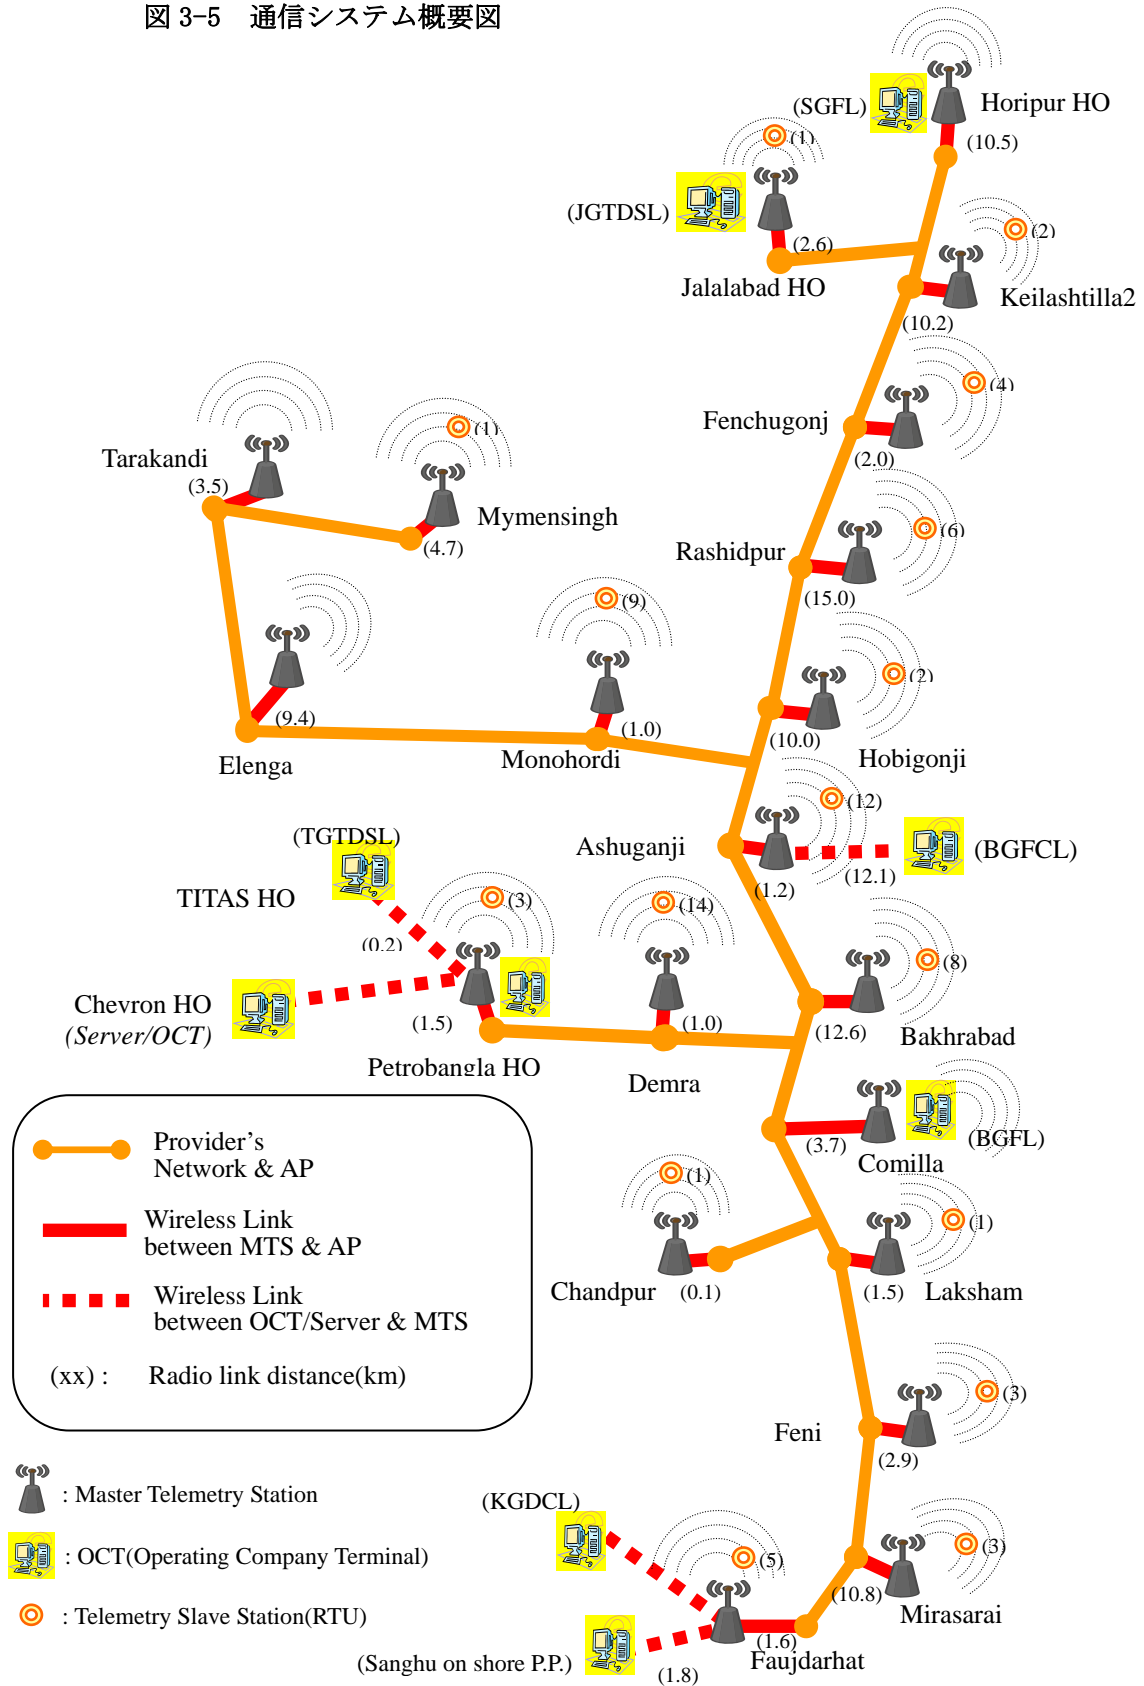 図 3-5 通信システム概要図
(SGFL)
Horipur HO
(10.5)
(1)
(JGTDSL)
(2.6)
Jalalabad HO
(2)
Keilashtilla2
(10.2)
(4)
Fenchugonj
(2.0)
Tarakandi
(3.5)
(1)
Mymensingh
(4.7)
(6)
Rashidpur
(15.0)
(9)
(2)
(9.4)
Elenga
(1.0)
Monohordi
(10.0)
Hobigonji
(12)
Ashuganji
(1.2)
(12.1)
(BGFCL)
(TGTDSL)
TITAS HO
(0.2)
(3)
(14)
(8)
Chevron HO
(Server/OCT)
(1.5)
Petrobangla HO
(1.0)
Demra
(12.6)
Bakhrabad
(3.7)
(BGFL)
Comilla
Provider's
Network & AP
Wireless Link
between MTS & AP
Wireless Link
between OCT/Server & MTS
(xx) : Radio link distance(km)
(1)
Chandpur
(0.1)
(1)
(1.5)
Laksham
(3)
Feni
(2.9)
: Master Telemetry Station
: OCT(Operating Company Terminal)
: Telemetry Slave Station(RTU)
(KGDCL)
(5)
(3)
(10.8)
Mirasarai
(1.6)
Faujdarhat
(Sanghu on shore P.P.)
(1.8)